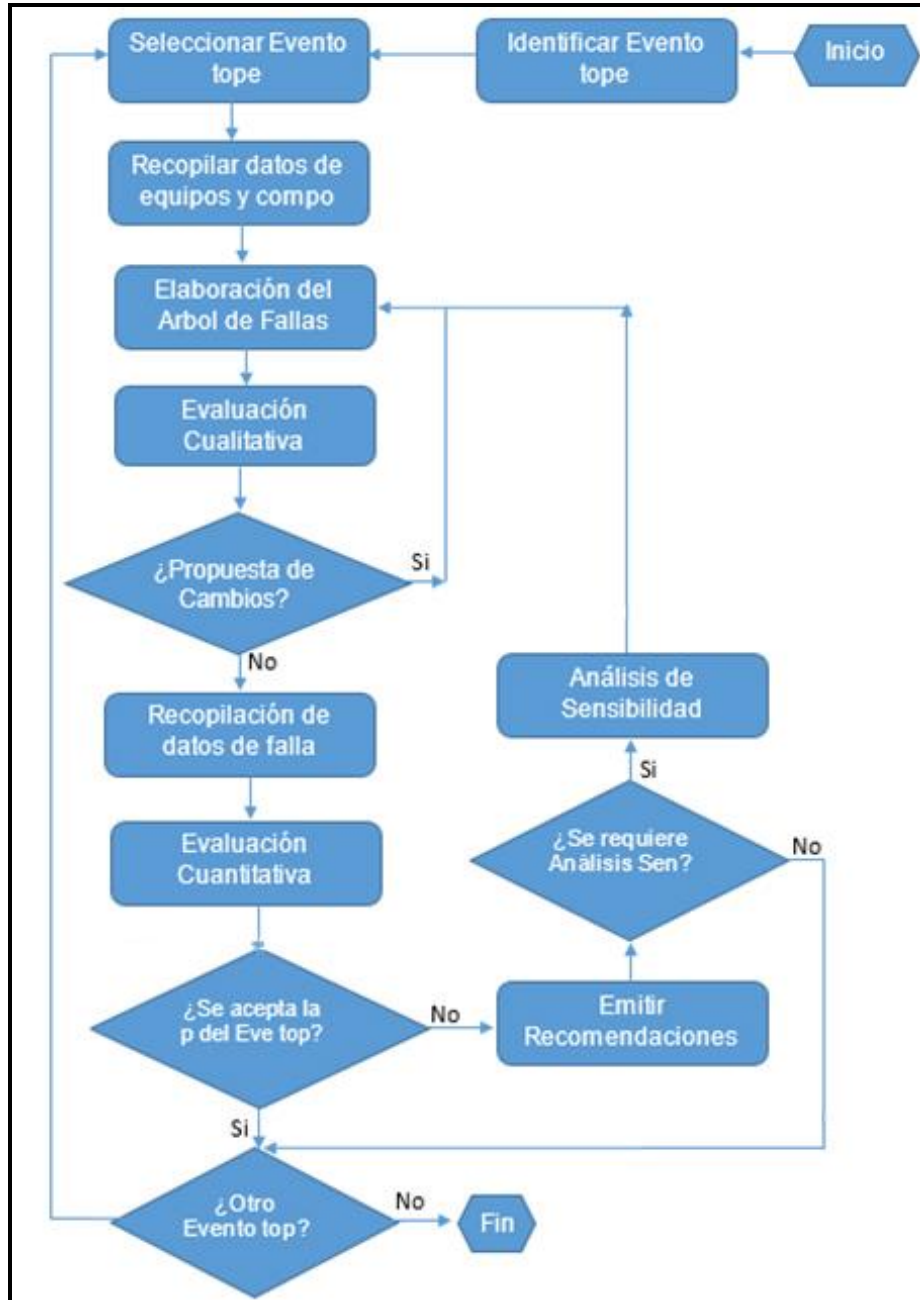 Inicio
Identificar Evento
tope
Seleccionar Evento
tope
Recopilar datos de
equipos y compo
Elaboración del
Arbol de Fallas
Evaluación
Cualitativa
¿Propuesta de
Cambios?
Si
No
Recopilación de
datos de falla
Evaluación
Cuantitativa
¿Se acepta la
p del Eve top?
No
Emitir
Recomendaciones
¿Se requiere
Análisis Sen?
Si
No
Análisis de
Sensibilidad
Si
¿Otro
Evento top?
No
Fin